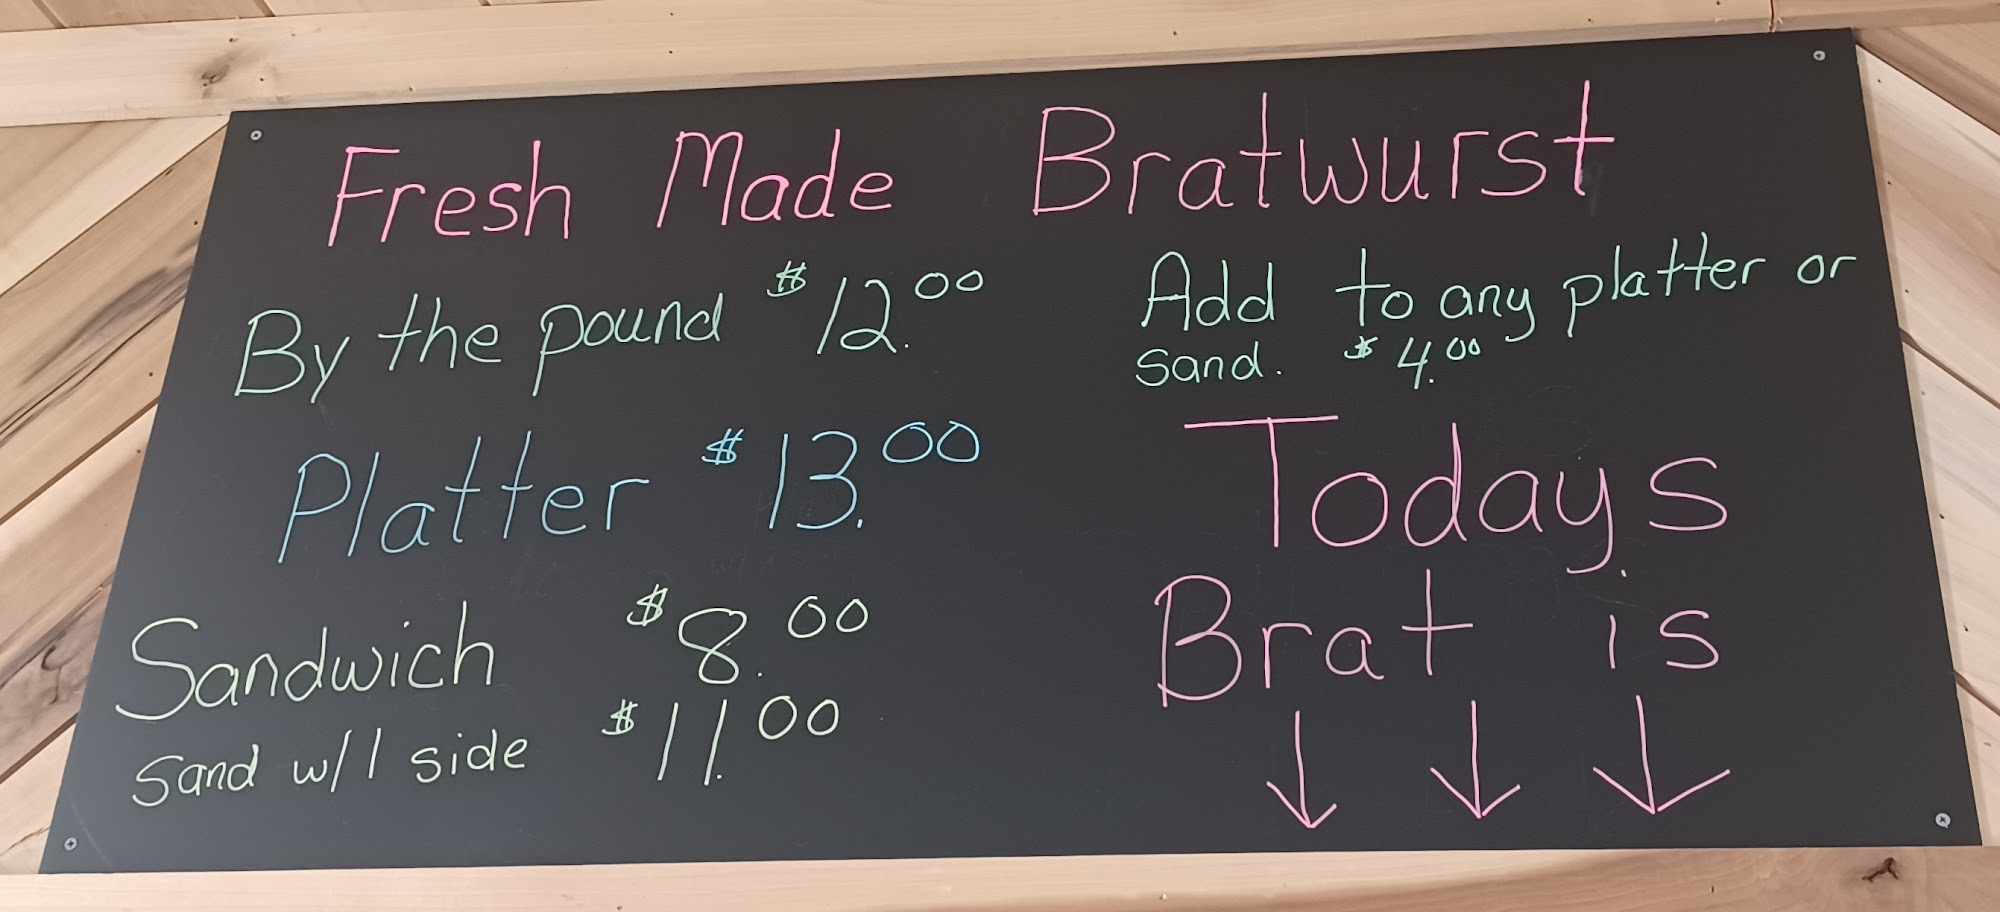 Fresh Made Bratwurst
By the pound $12.00
Platter $13.00
Sandwich $8.00
Sand w/1 side $11.00
Add to any platter or
sand. $4.00
Todays
Brat is